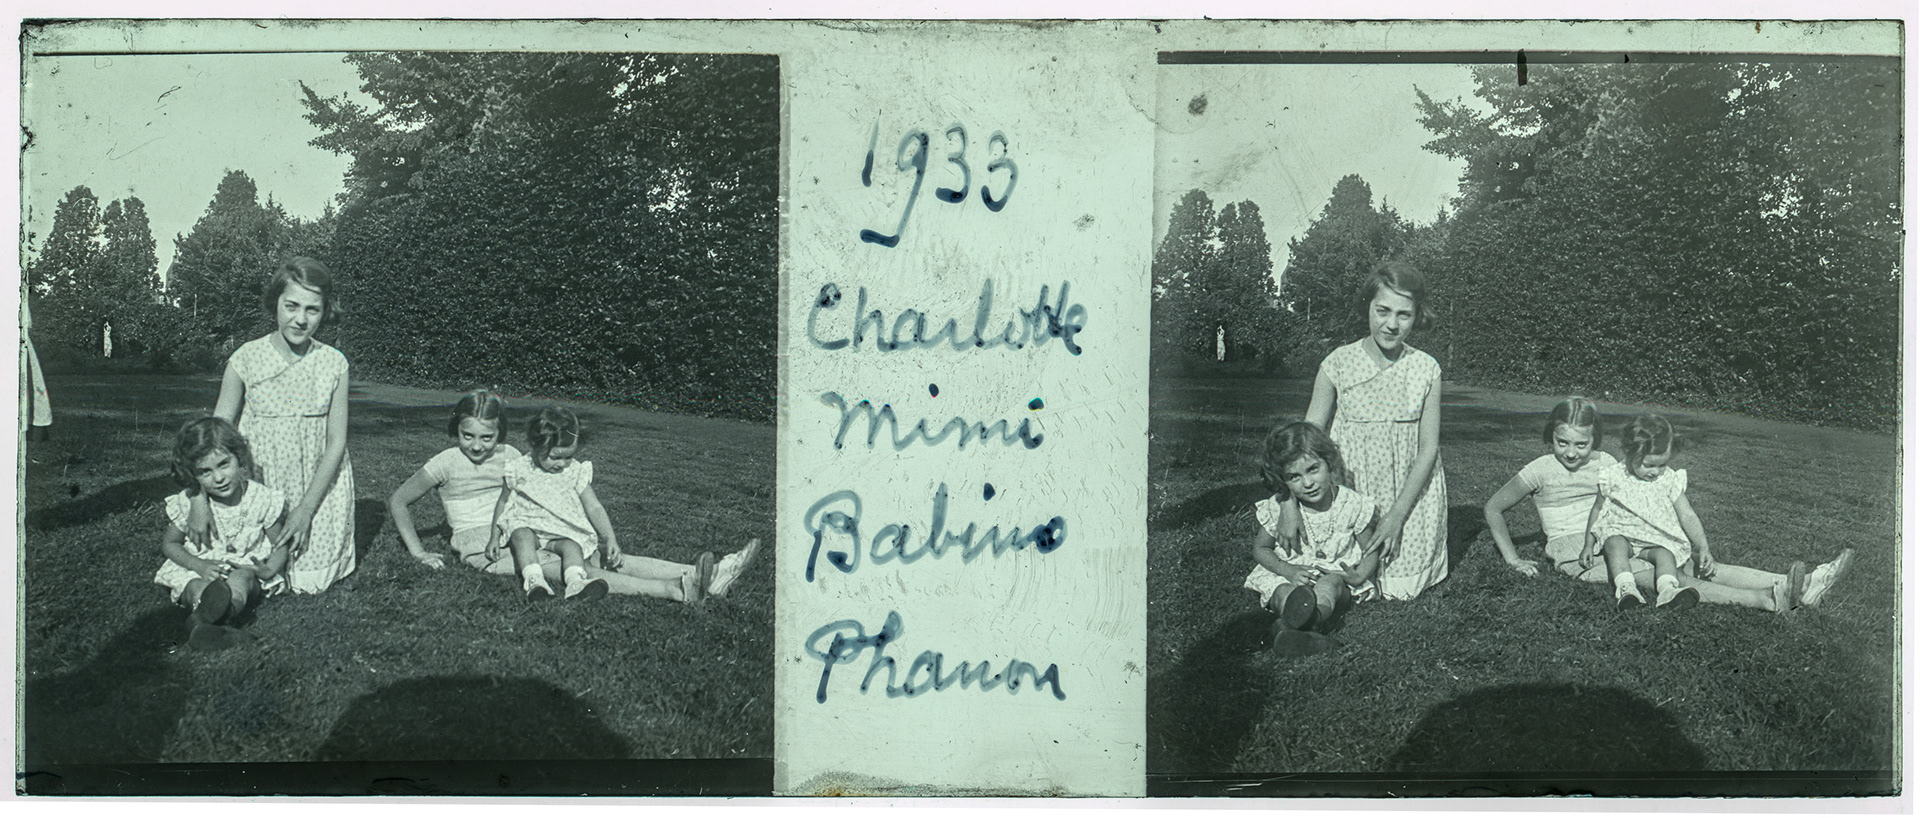 1933
Charlotte
Mimi
Babino
Phanon